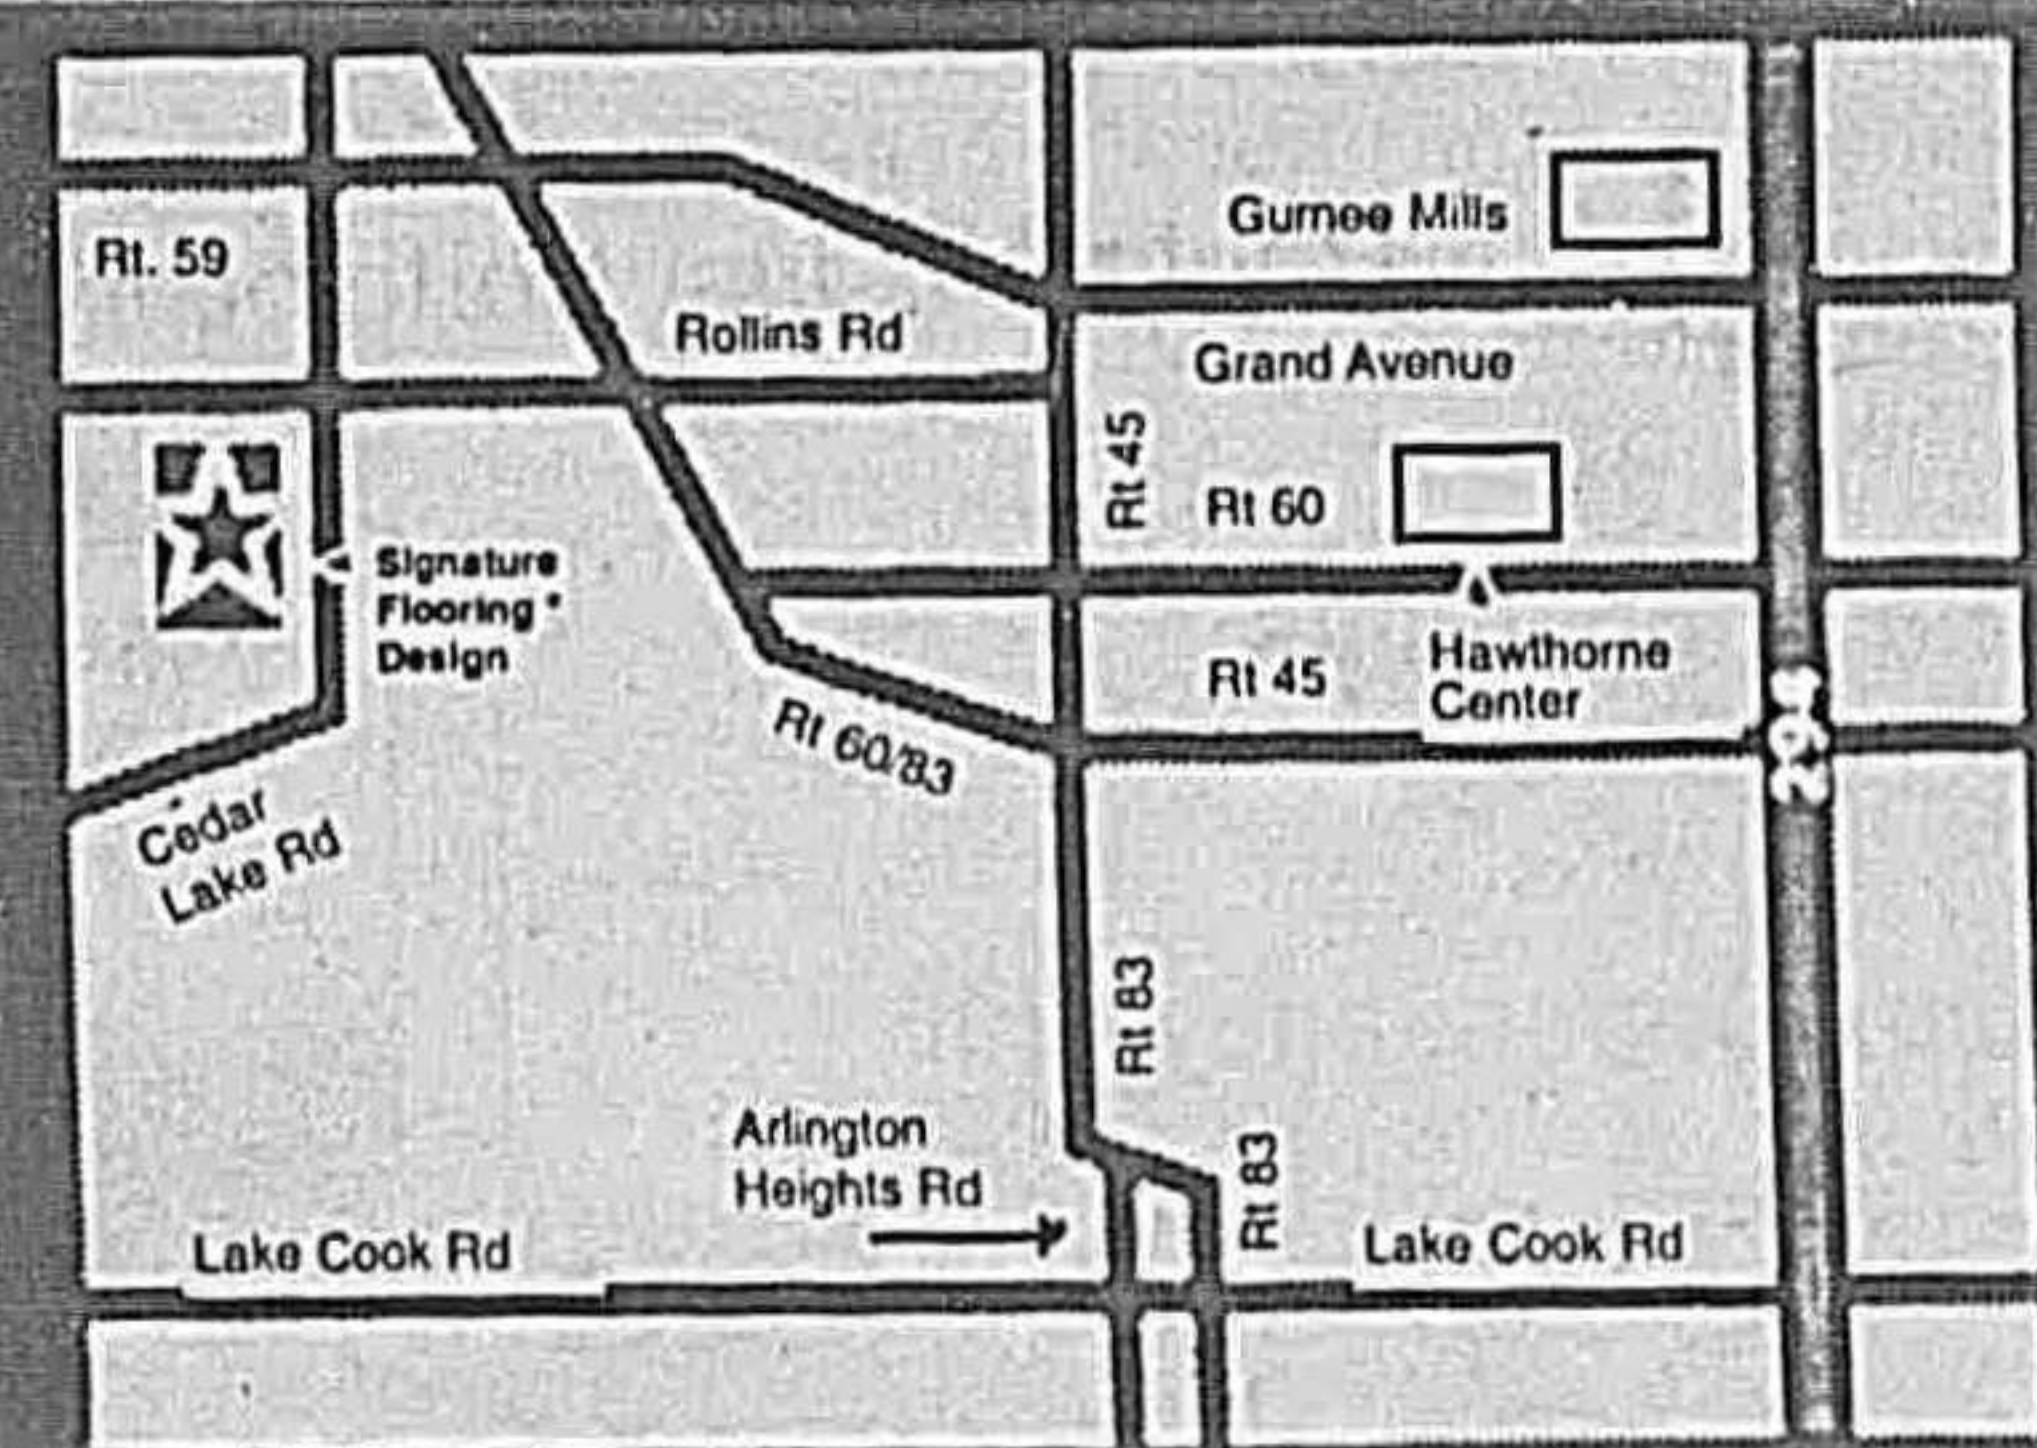 Gurnee Mills
Rt. 59
Rollins Rd
Grand Avenue
Rt 45
Rt 60
Signature
Flooring *
Design
Hawthorne
Center
Rt 45
294
Rt 60/83
Cedar
Lake Rd
Rt 83
Arlington
Heights Rd
Rt 83
Lake Cook Rd
Lake Cook Rd